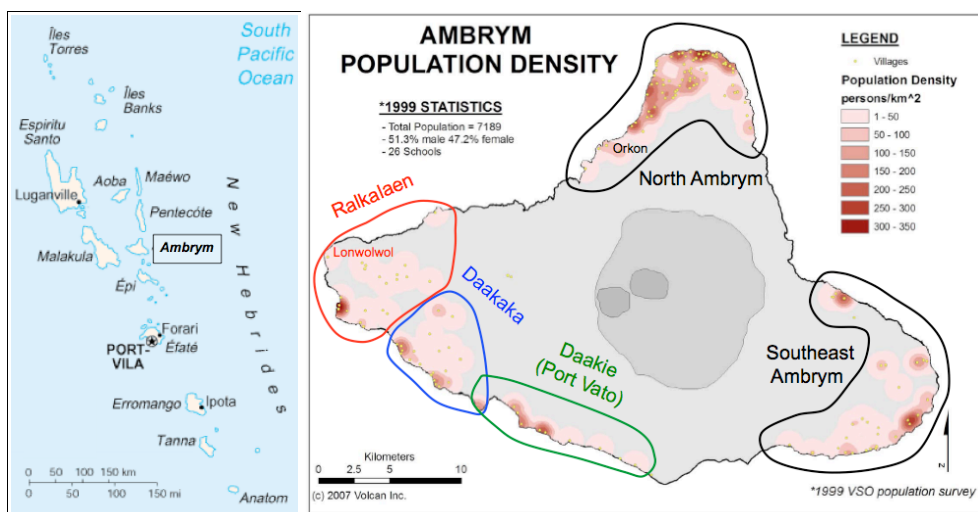 South
Pacific
Ocean
Îles
Torres
Îles
Banks
Espiritu
Santo
Luganville
Aoba
Maéwo
Pentecôte
Ambrym
Malakula
Épi
New Hebrides
Forari
PORT-
VILA
Éfaté
Erromango
Ipota
Tanna
0 50 100 150 km
0 50 100 150 mi
Anatom
AMBRYM
POPULATION DENSITY
*1999 STATISTICS
- Total Population = 7189
- 51.3% male 47.2% female
- 26 Schools
LEGEND
Villages
Population Density
persons/km^2
1 - 50
50 - 100
100 - 150
150 - 200
200 - 250
250 - 300
300 - 350
Orkon
North Ambrym
Ralkalaen
Lonwolwol
Daakaka
Daakie
(Port Vato)
Southeast
Ambrym
Kilometers
0 2.5 5 10
(c) 2007 Volcan Inc.
N
*1999 VSO population survey